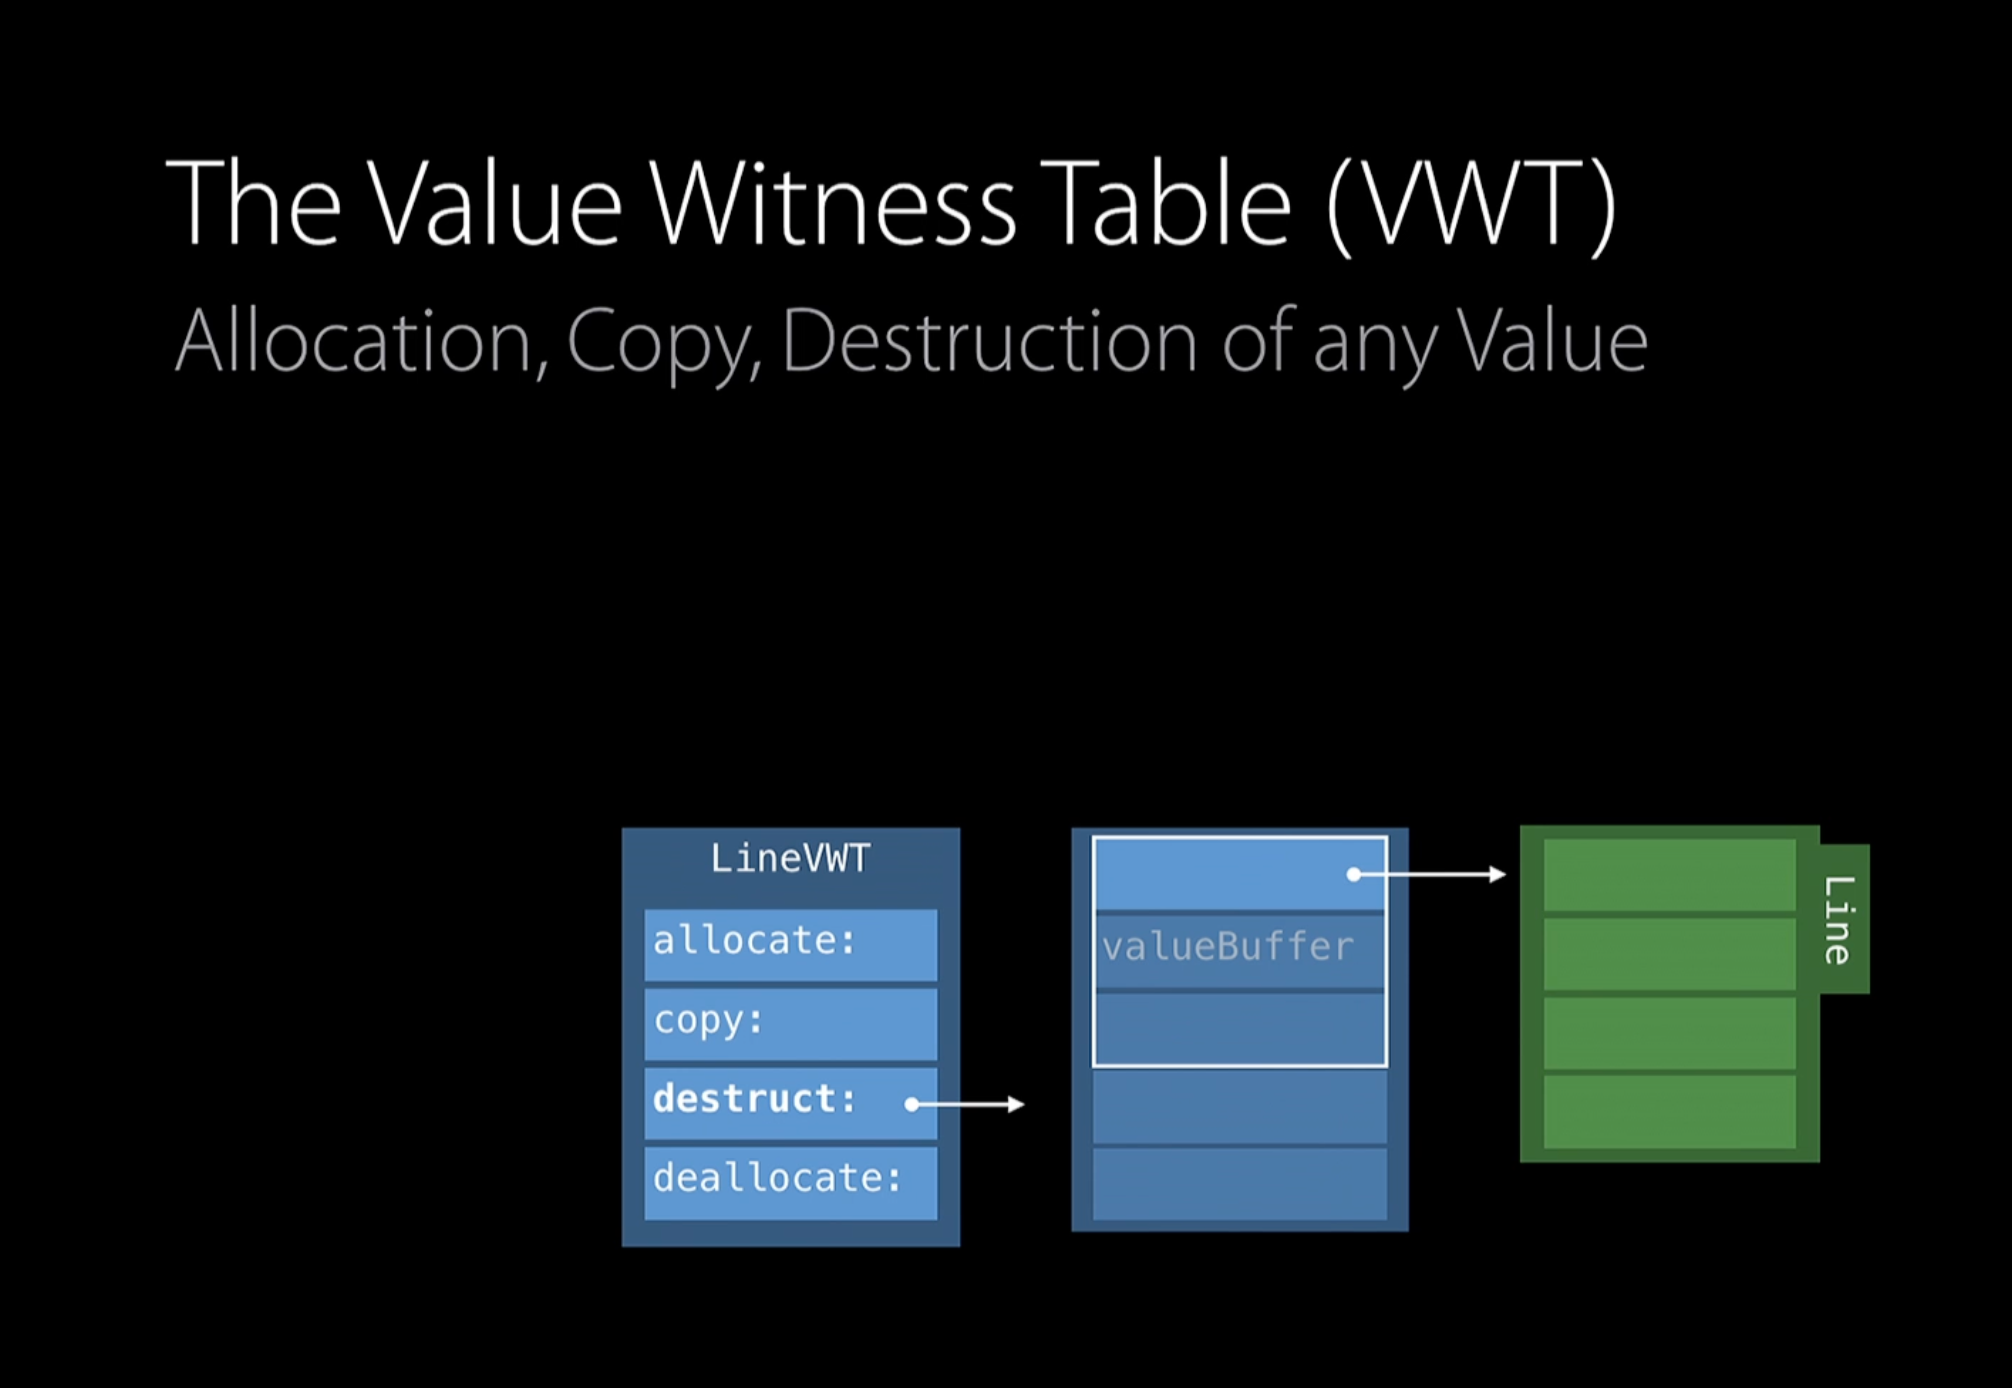 The Value Witness Table (VWT)
Allocation, Copy, Destruction of any Value
LineVWT
allocate:
copy:
destruct:
deallocate:
valueBuffer
Line